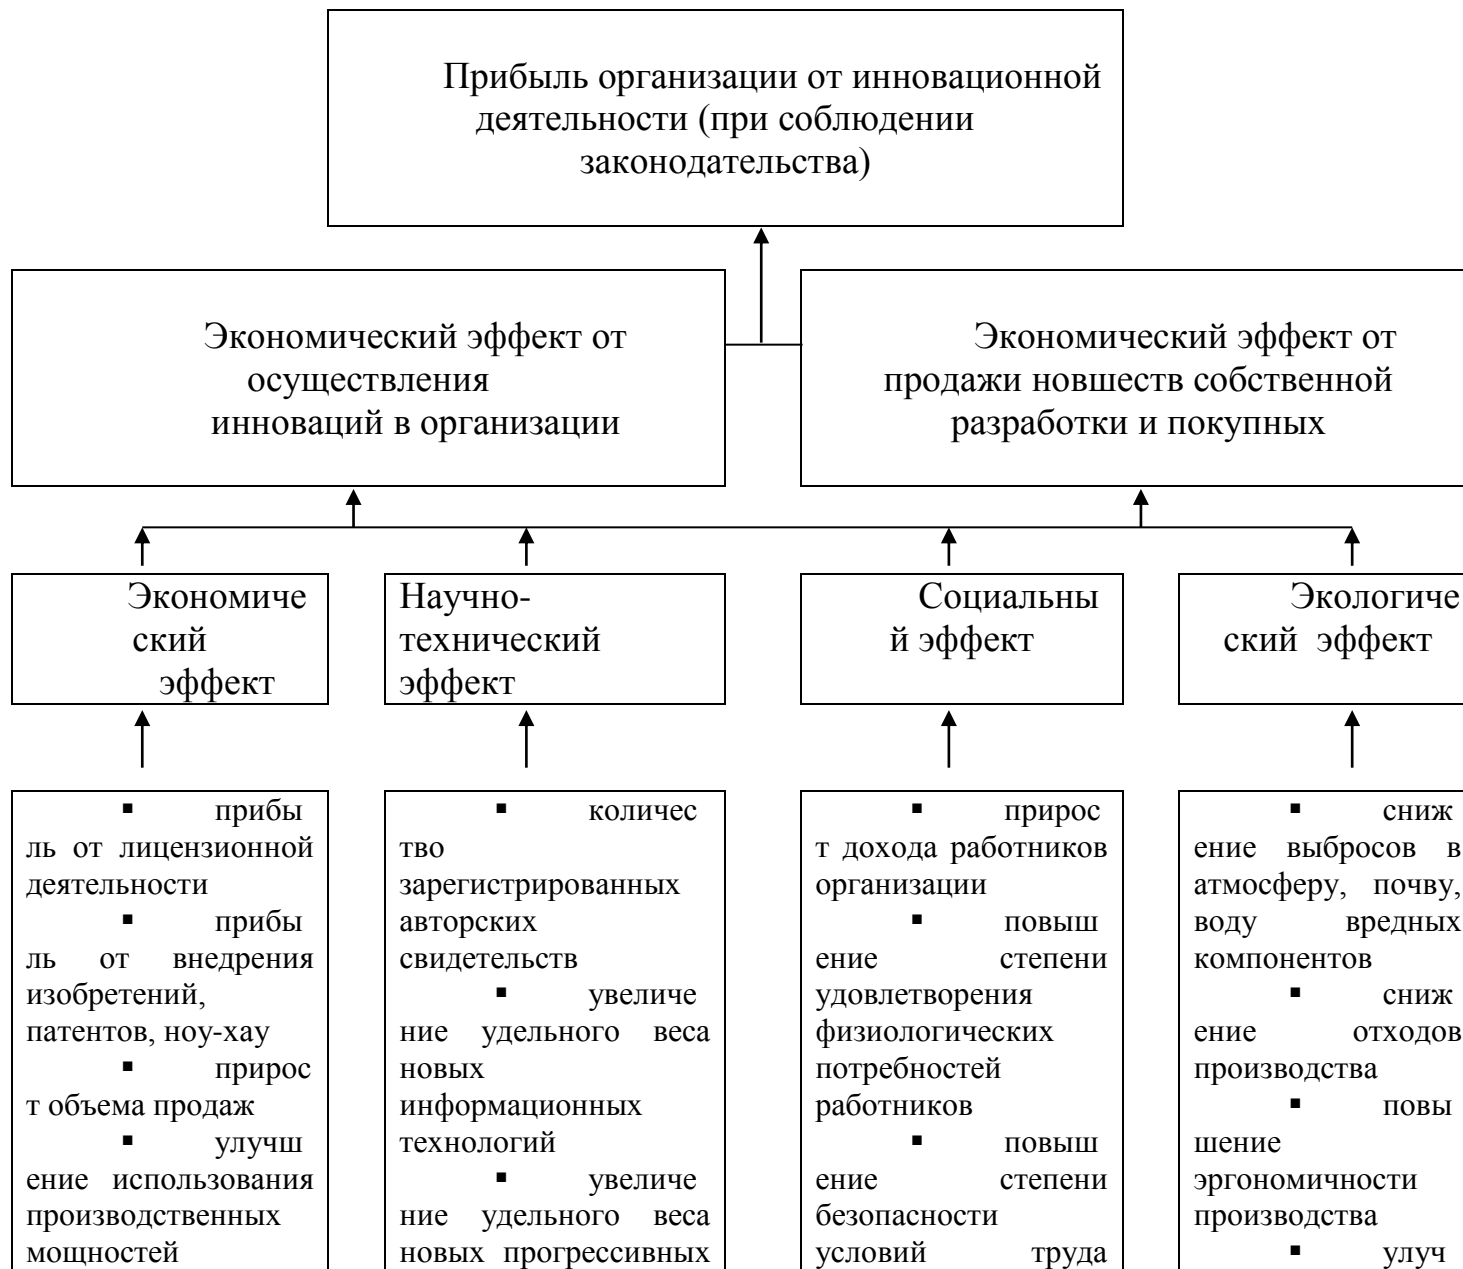 Прибыль организации от инновационной
деятельности (при соблюдении
законодательства)
Экономический эффект от
осуществления
инноваций в организации
Экономический эффект от
продажи новшеств собственной
разработки и покупных
Экономиче
ский
эффект
Научно-
технический
эффект
Социальны
й эффект
Экологиче
ский эффект
▪ прибы
ль от лицензионной
деятельности
▪ прибы
ль от внедрения
изобретений,
патентов, ноу-хау
▪ прирос
т объема продаж
▪ улучш
ение использования
производственных
мощностей
▪ количес
тво
зарегистрированных
авторских
свидетельств
▪ увеличе
ние удельного веса
новых
информационных
технологий
▪ увеличе
ние удельного веса
новых прогрессивных
▪ прирос
т дохода работников
организации
▪ повыш
ение степени
удовлетворения
физиологических
потребностей
работников
▪ повыш
ение степени
безопасности
условий труда
▪ сниж
ение выбросов в
атмосферу, почву,
воду вредных
компонентов
▪ сниж
ение отходов
производства
▪ повы
шение
эргономичности
производства
▪ улуч